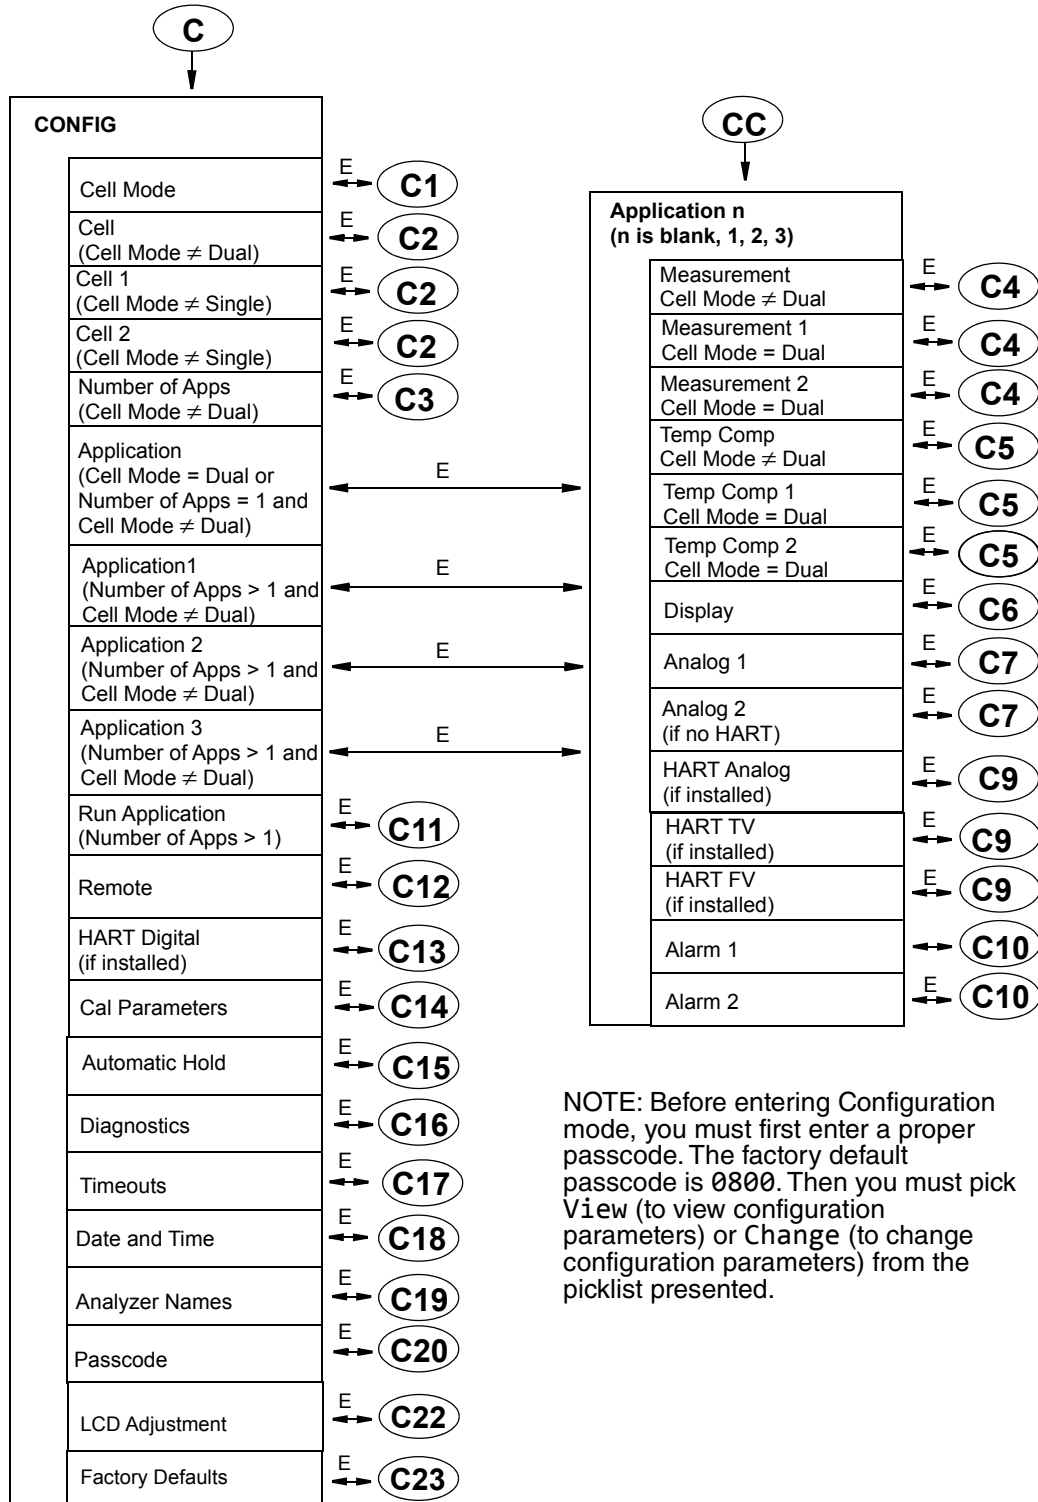 C
CONFIG
Cell Mode
E
C1
Cell
(Cell Mode ≠ Dual)
E
C2
Cell 1
(Cell Mode ≠ Single)
E
C2
Cell 2
(Cell Mode ≠ Single)
E
C2
Number of Apps
(Cell Mode ≠ Dual)
E
C3
Application
(Cell Mode = Dual or
Number of Apps = 1 and
Cell Mode ≠ Dual)
E
Application1
(Number of Apps > 1 and
Cell Mode ≠ Dual)
E
Application 2
(Number of Apps > 1 and
Cell Mode ≠ Dual)
E
Application 3
(Number of Apps > 1 and
Cell Mode ≠ Dual)
E
Run Application
(Number of Apps > 1)
E
C11
Remote
E
C12
HART Digital
(if installed)
E
C13
Cal Parameters
E
C14
Automatic Hold
E
C15
Diagnostics
E
C16
Timeouts
E
C17
Date and Time
E
C18
Analyzer Names
E
C19
Passcode
E
C20
LCD Adjustment
E
C22
Factory Defaults
E
C23
CC
Application n
(n is blank, 1, 2, 3)
Measurement
Cell Mode ≠ Dual
E
C4
Measurement 1
Cell Mode = Dual
E
C4
Measurement 2
Cell Mode = Dual
E
C4
Temp Comp
Cell Mode ≠ Dual
E
C5
Temp Comp 1
Cell Mode = Dual
E
C5
Temp Comp 2
Cell Mode = Dual
E
C5
Display
E
C6
Analog 1
E
C7
Analog 2
(if no HART)
E
C7
HART Analog
(if installed)
E
C9
HART TV
(if installed)
E
C9
HART FV
(if installed)
E
C9
Alarm 1
C10
Alarm 2
E
C10
NOTE: Before entering Configuration
mode, you must first enter a proper
passcode. The factory default
passcode is 0800. Then you must pick
View (to view configuration
parameters) or Change (to change
configuration parameters) from the
picklist presented.